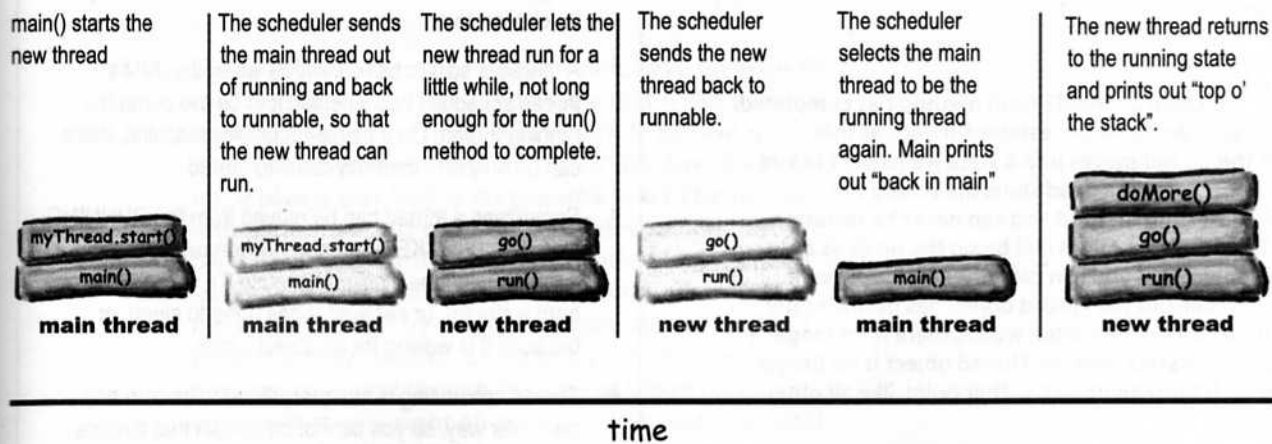 main() starts the
new thread
The scheduler sends
the main thread out
of running and back
to runnable, so that
the new thread can
run.
The scheduler lets the
new thread run for a
little while, not long
enough for the run()
method to complete.
The scheduler
sends the new
thread back to
runnable.
The scheduler
selects the main
thread to be the
running thread
again. Main prints
out “back in main”
The new thread returns
to the running state
and prints out “top o’
the stack”.
myThread.start()
main()
main thread
myThread.start()
main()
main thread
go()
run()
new thread
go()
run()
new thread
main()
main thread
doMore()
go()
run()
new thread
time